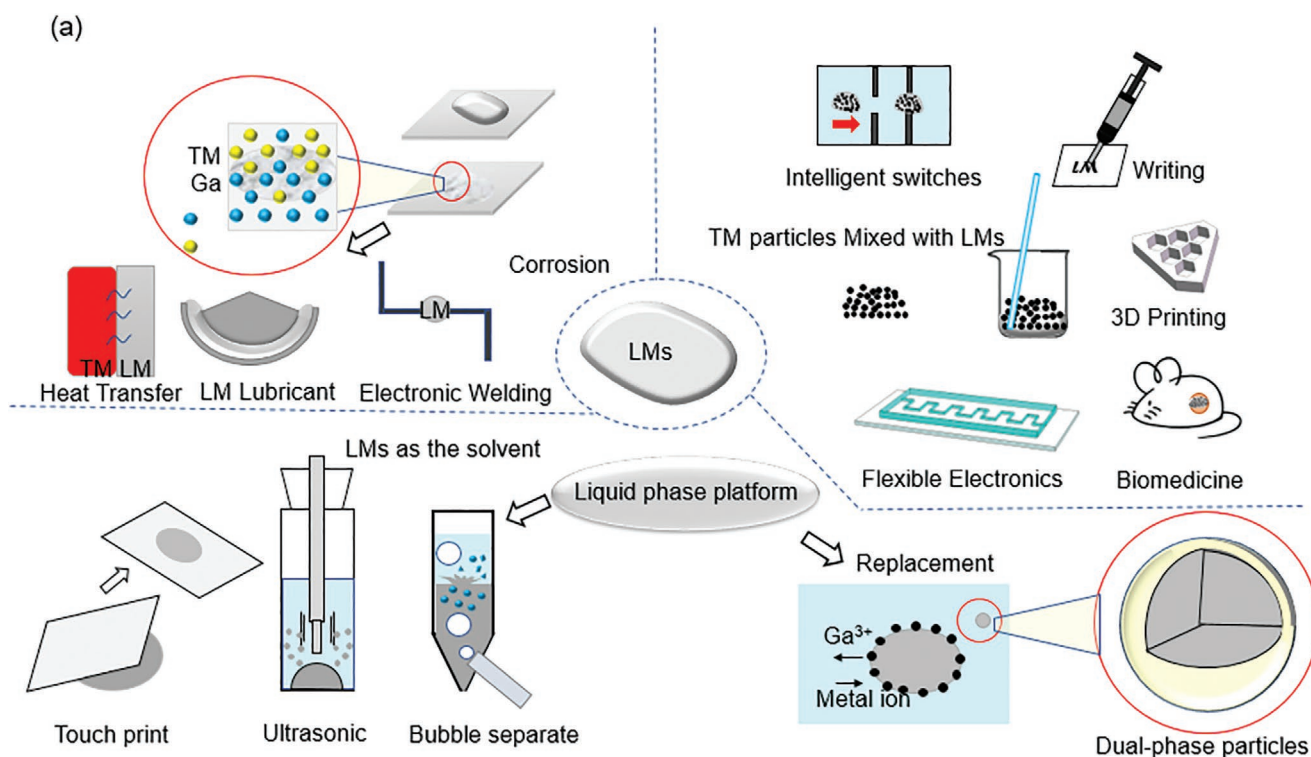 (a)
TM
Ga
Corrosion
LM
TM LM
Heat Transfer
LM Lubricant
Electronic Welding
LMs
Intelligent switches
LM
Writing
TM particles Mixed with LMs
3D Printing
Flexible Electronics
Biomedicine
LMs as the solvent
Liquid phase platform
Touch print
Ultrasonic
Bubble separate
Replacement
Ga³⁺
Metal ion
Dual-phase particles